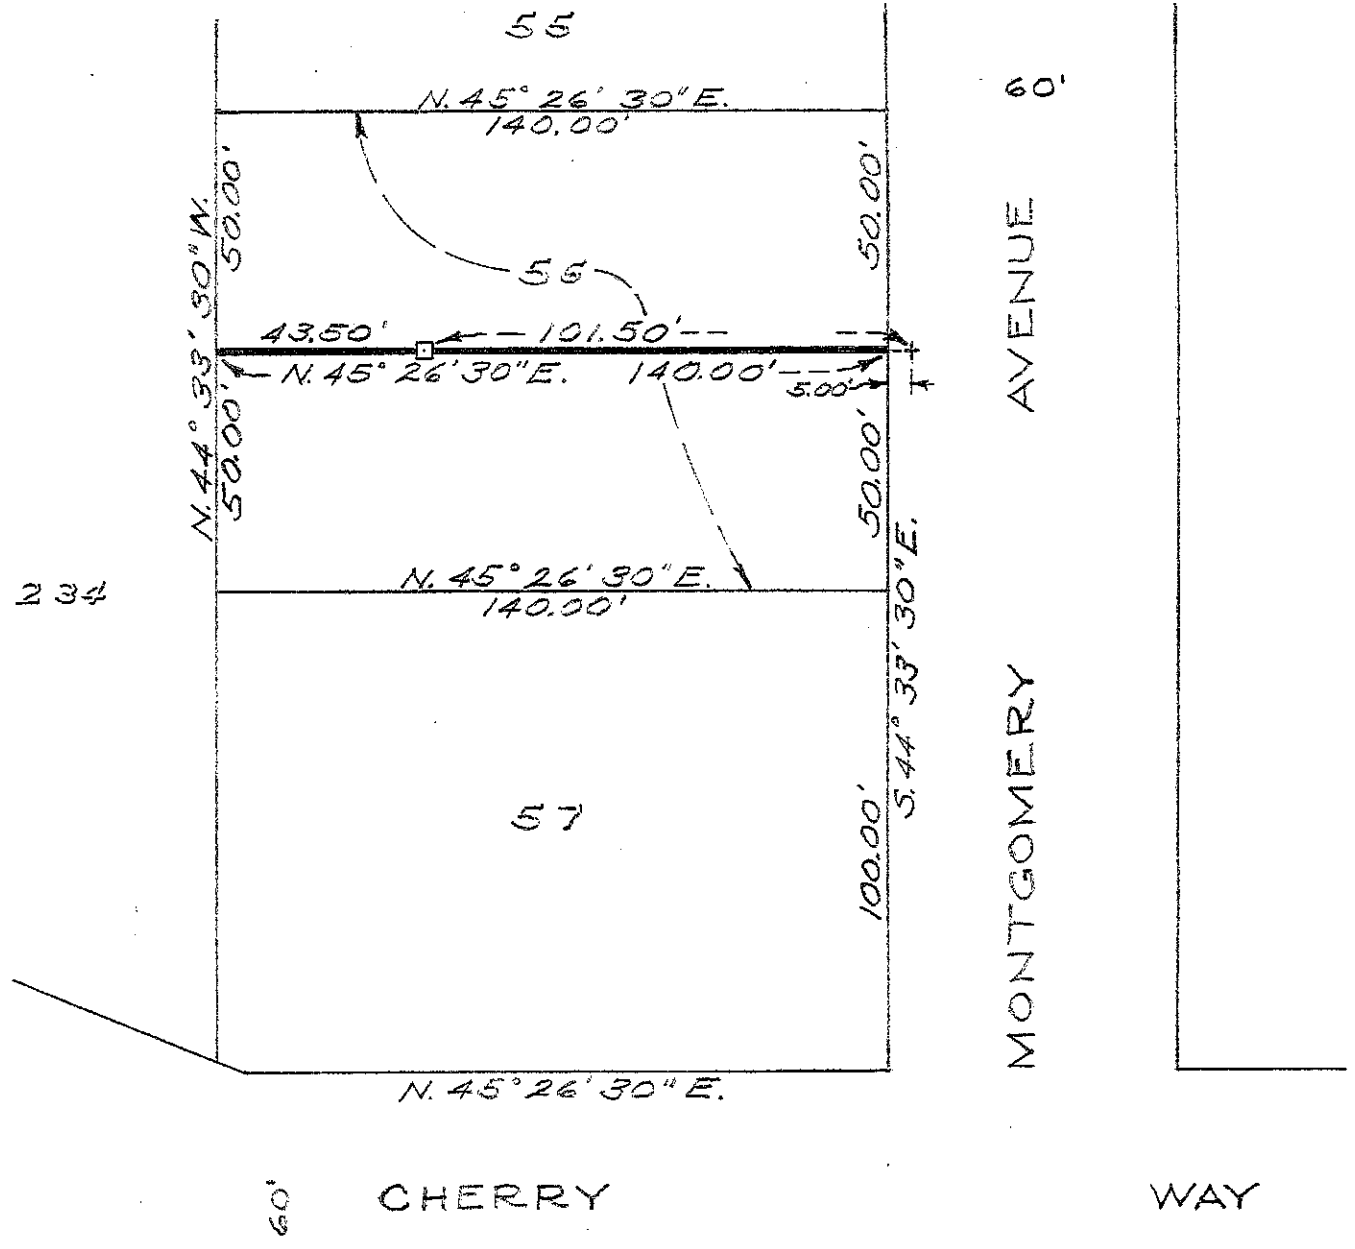 55
60'
N. 45° 26' 30" E.
140.00'
50.00'
50.00'
N. 44° 33' 30" W.
56
AVENUE
43.50'
101.50'
N. 45° 26' 30" E.
140.00'
5.00'
50.00'
50.00'
S. 44° 33' 30" E.
N. 45° 26' 30" E.
140.00'
234
MONTGOMERY
57
100.00'
N. 45° 26' 30" E.
60'
CHERRY WAY